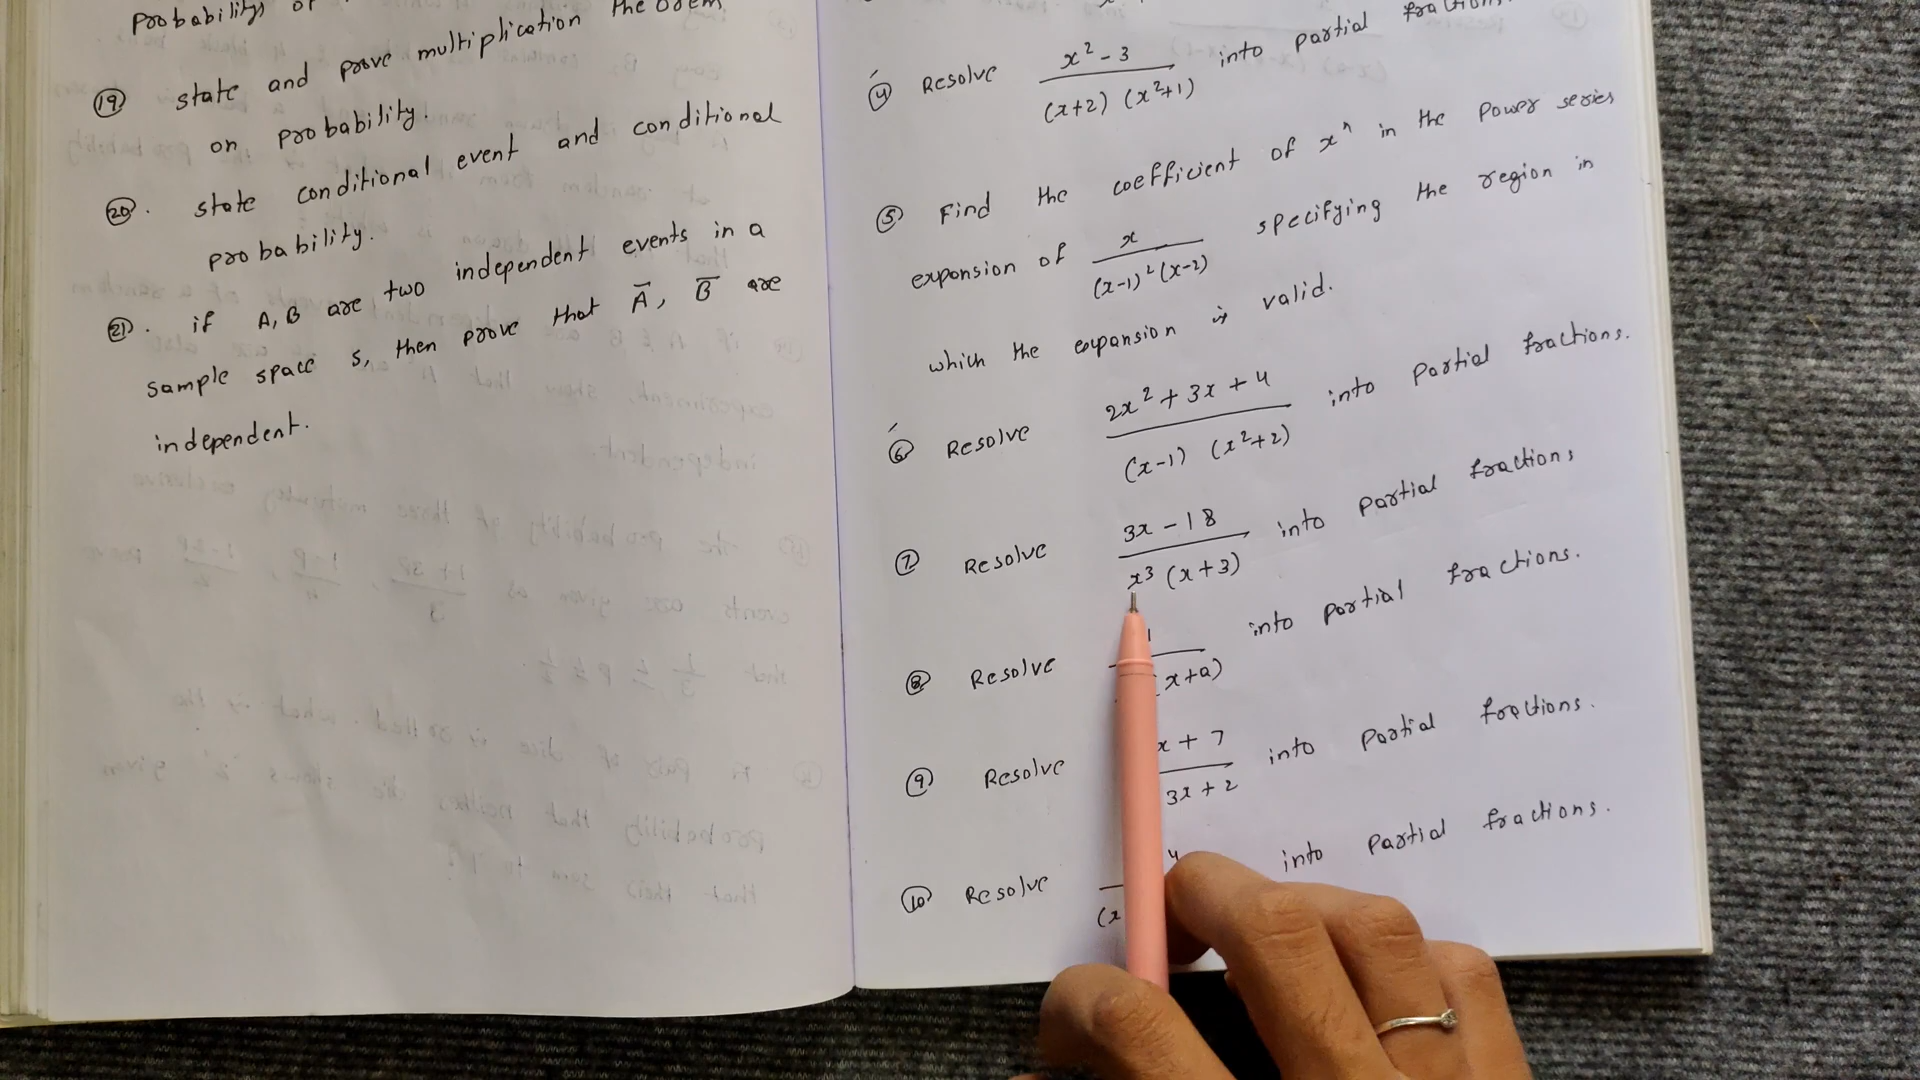 probability of
(19) state and prove multiplication theorem
on probability.
(20). state conditional event and conditional
probability.
(21). if A, B are two independent events in a
sample space S, then prove that A̅, B̅ are
independent.
(4) Resolve x² - 3 / (x+2) (x²+1) into partial fractions.
(5) Find the coefficient of xⁿ in the power series
expansion of x / (x-1)² (x-2) specifying the region in
which the expansion is valid.
(6) Resolve 2x² + 3x + 4 / (x-1) (x²+2) into partial fractions.
(7) Resolve 3x - 18 / x³ (x+3) into partial fractions
(8) Resolve 1 / x+a) into partial fractions.
(9) Resolve x + 7 / 3x + 2 into partial fractions.
(10) Resolve 4 / (x into partial fractions.